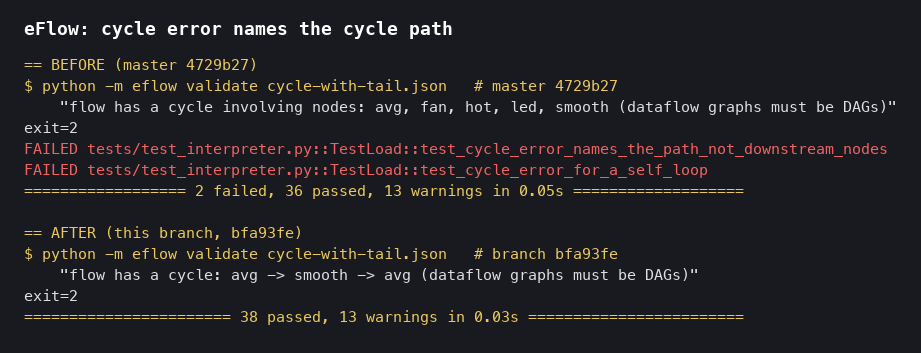 eFlow: cycle error names the cycle path
== BEFORE (master 4729b27)
$ python -m eflow validate cycle-with-tail.json   # master 4729b27
    "flow has a cycle involving nodes: avg, fan, hot, led, smooth (dataflow graphs must be DAGs)"
exit=2
FAILED tests/test_interpreter.py::TestLoad::test_cycle_error_names_the_path_not_downstream_nodes
FAILED tests/test_interpreter.py::TestLoad::test_cycle_error_for_a_self_loop
================== 2 failed, 36 passed, 13 warnings in 0.05s ===================
== AFTER (this branch, bfa93fe)
$ python -m eflow validate cycle-with-tail.json   # branch bfa93fe
    "flow has a cycle: avg -> smooth -> avg (dataflow graphs must be DAGs)"
exit=2
======================= 38 passed, 13 warnings in 0.03s ========================